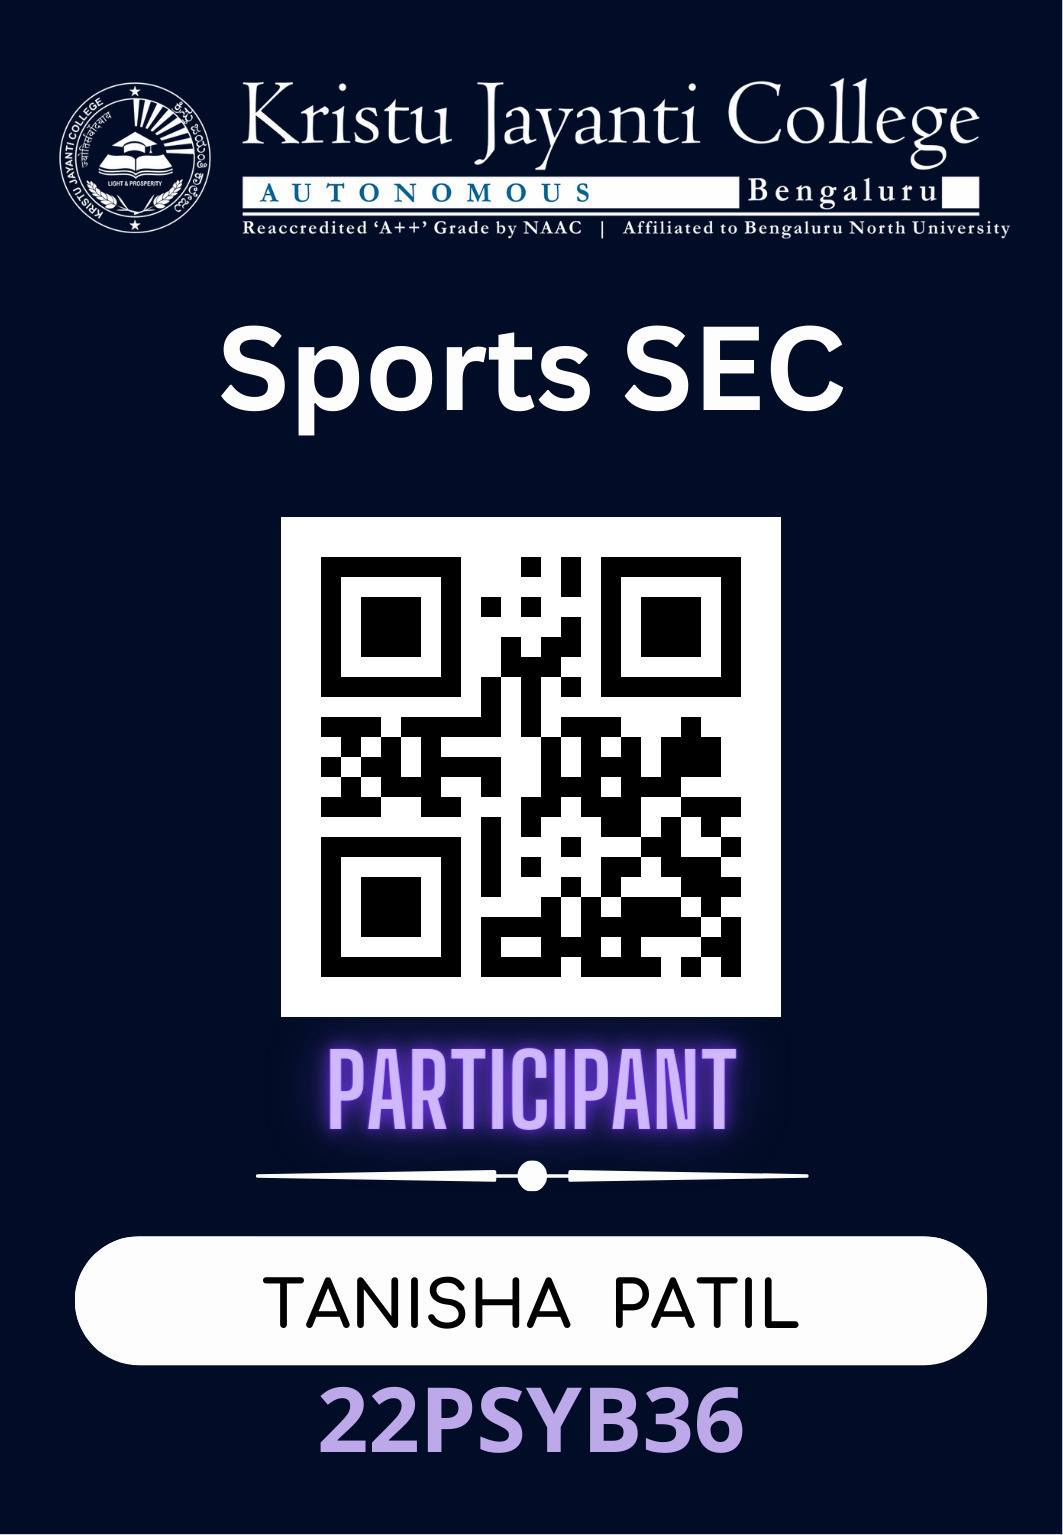 Kristu Jayanti College
AUTONOMOUS Bengaluru
Reaccredited ‘A++’ Grade by NAAC | Affiliated to Bengaluru North University
KRISTU JAYANTI COLLEGE
LIGHT & PROSPERITY
Sports SEC
PARTICIPANT
TANISHA PATIL
22PSYB36